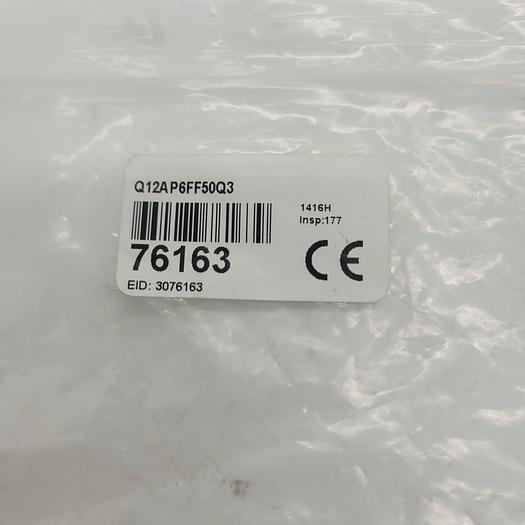 Q12AP6FF50Q3
1416H
Insp:177
76163
CE
EID: 3076163